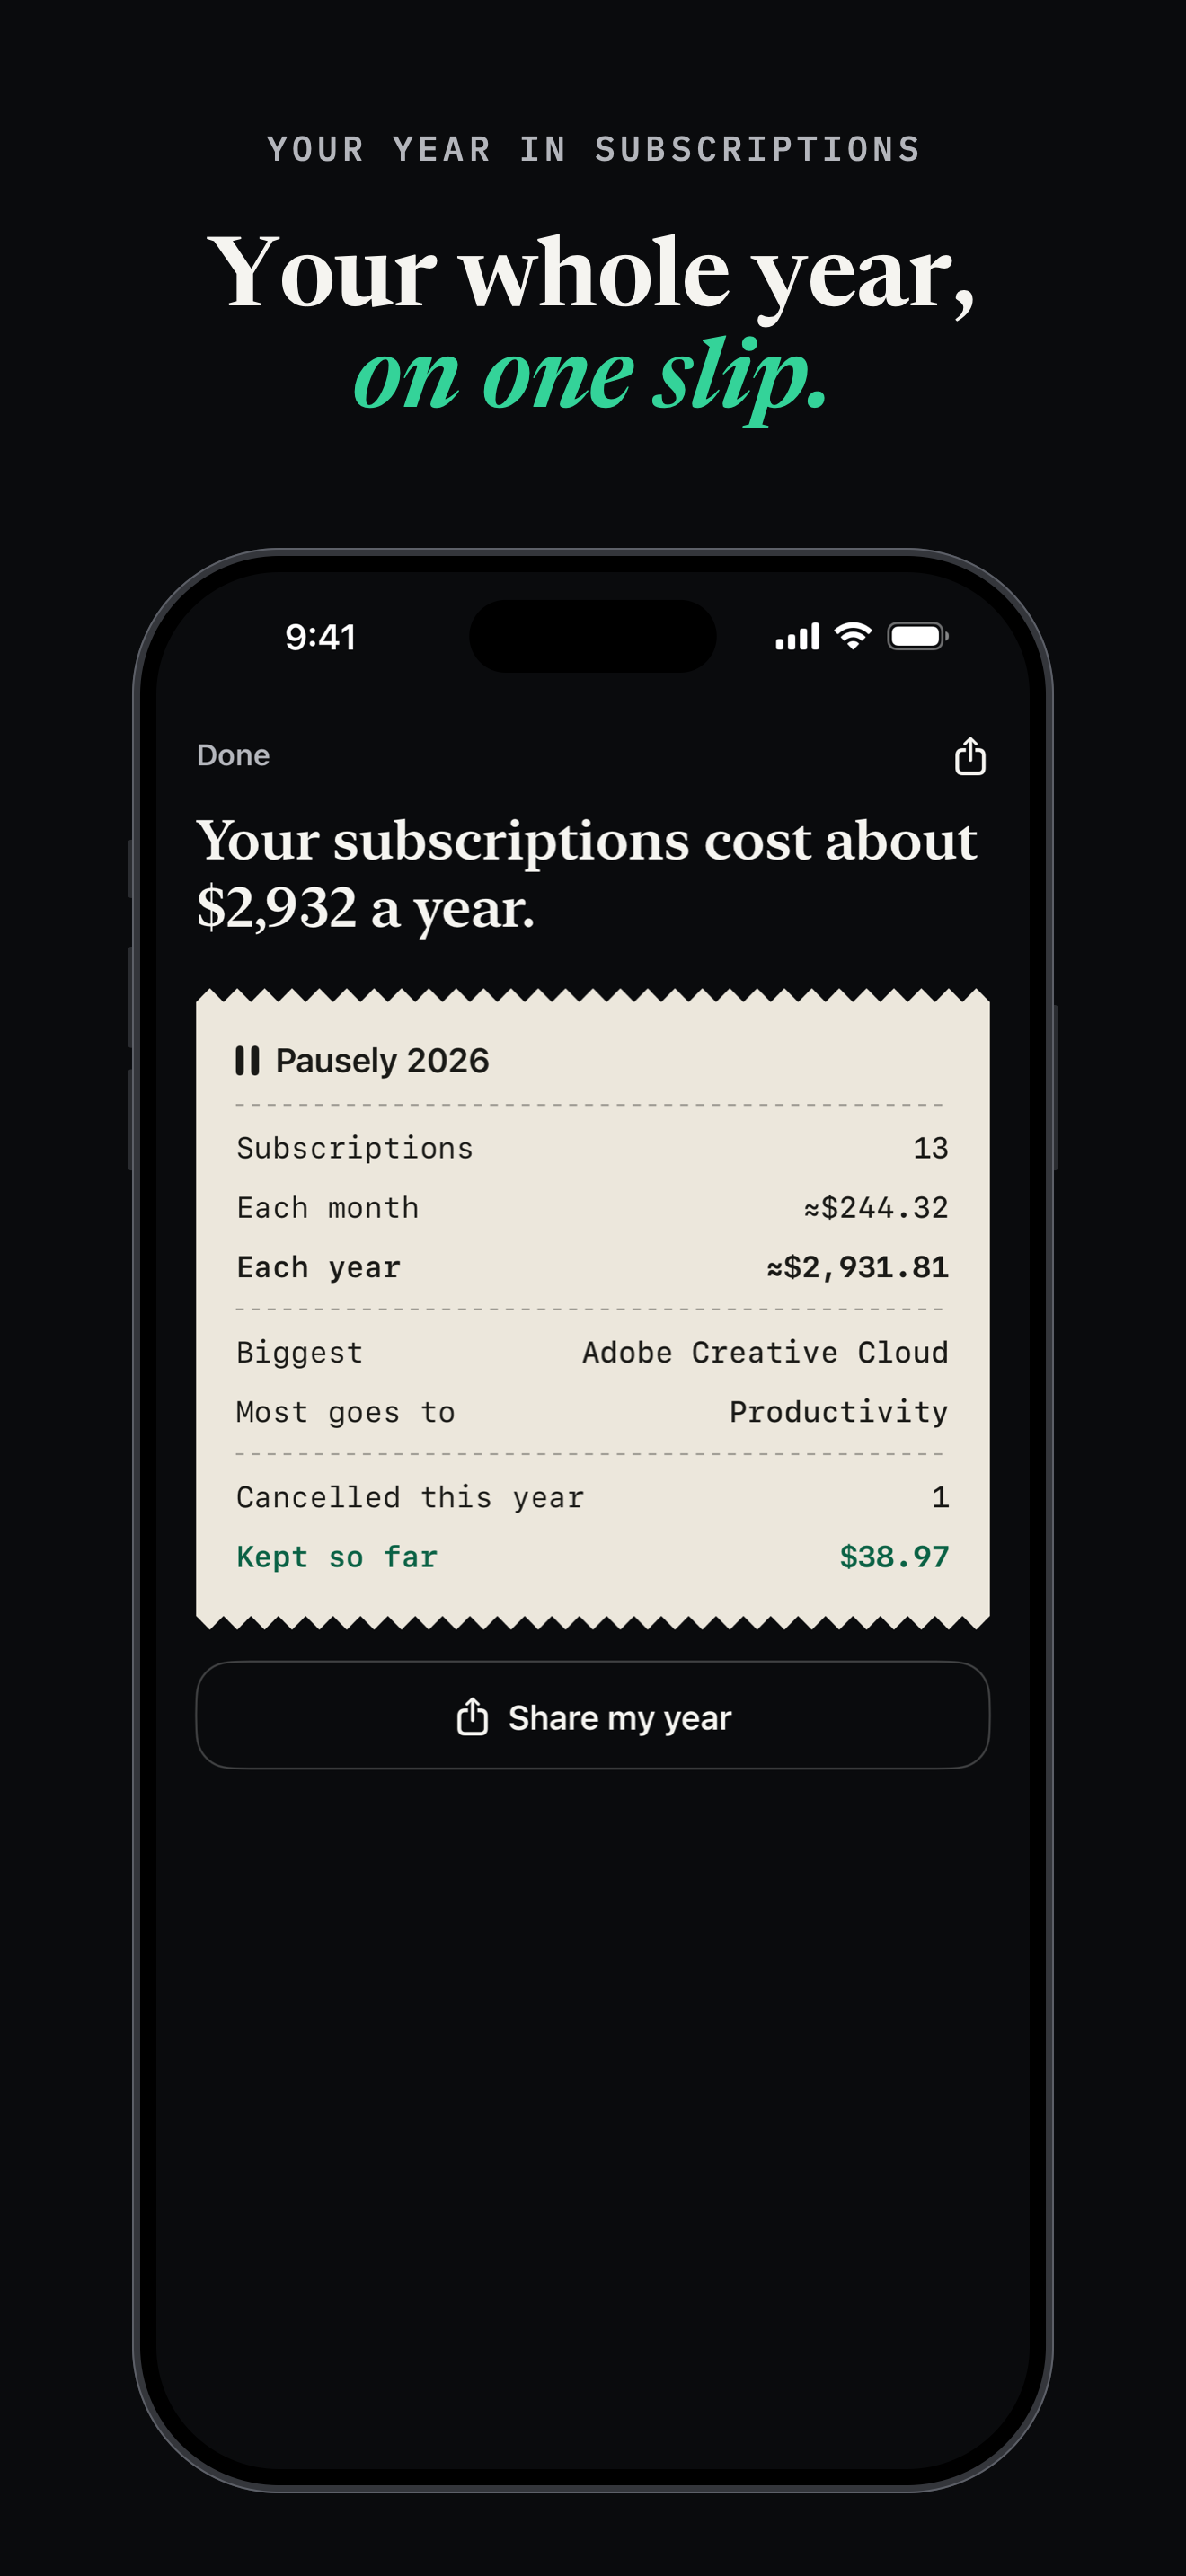 YOUR YEAR IN SUBSCRIPTIONS
Your whole year,
on one slip.
9:41
Done
Your subscriptions cost about
$2,932 a year.
Pausely 2026
Subscriptions 13
Each month ≈$244.32
Each year ≈$2,931.81
Biggest Adobe Creative Cloud
Most goes to Productivity
Cancelled this year 1
Kept so far $38.97
Share my year